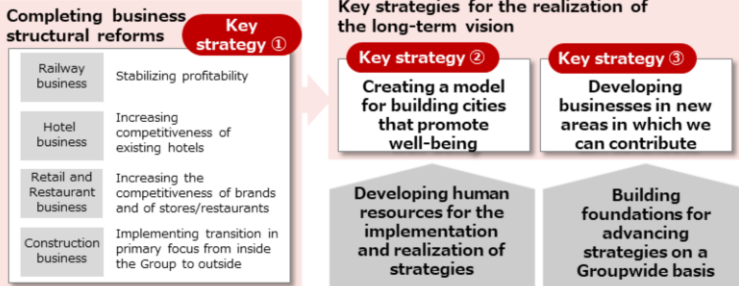 Completing business
structural reforms
Key
strategy ①
Railway
business
Stabilizing profitability
Hotel
business
Increasing
competitiveness of
existing hotels
Retail and
Restaurant
business
Increasing the
competitiveness of brands
and of stores/restaurants
Construction
business
Implementing transition in
primary focus from inside
the Group to outside
Key strategies for the realization of
the long-term vision
Key strategy ②
Creating a model
for building cities
that promote
well-being
Key strategy ③
Developing
businesses in new
areas in which we
can contribute
Developing human
resources for the
implementation
and realization of
strategies
Building
foundations for
advancing
strategies on a
Groupwide basis